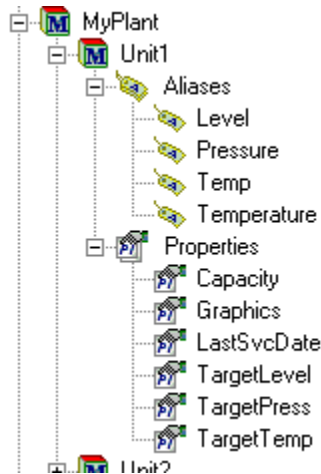 MyPlant
Unit1
Aliases
Level
Pressure
Temp
Temperature
Properties
Capacity
Graphics
LastSvcDate
TargetLevel
TargetPress
TargetTemp
Unit2